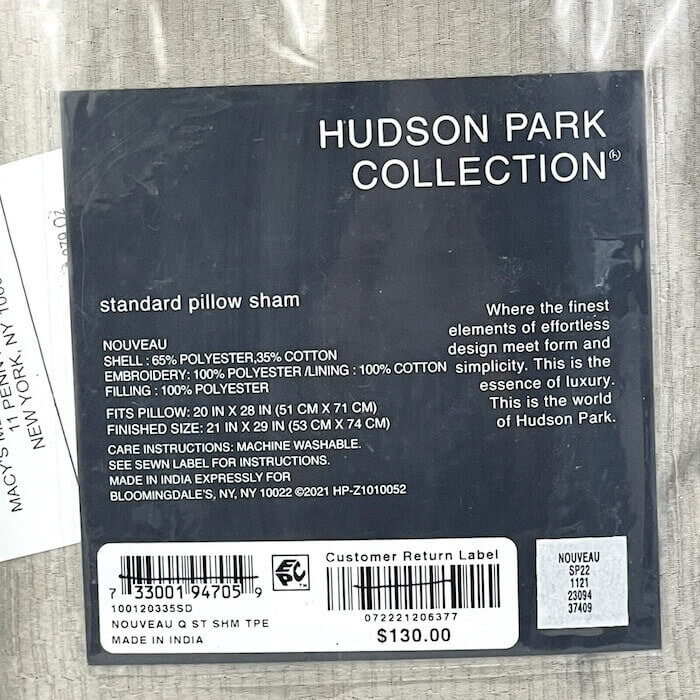 HUDSON PARK
COLLECTION
standard pillow sham
NOUVEAU
SHELL : 65% POLYESTER,35% COTTON
EMBROIDERY: 100% POLYESTER /LINING : 100% COTTON
FILLING : 100% POLYESTER
FITS PILLOW: 20 IN X 28 IN (51 CM X 71 CM)
FINISHED SIZE: 21 IN X 29 IN (53 CM X 74 CM)
CARE INSTRUCTIONS: MACHINE WASHABLE.
SEE SEWN LABEL FOR INSTRUCTIONS.
MADE IN INDIA EXPRESSLY FOR
BLOOMINGDALE'S, NY, NY 10022 ©2021 HP-Z1010052
Where the finest
elements of effortless
design meet form and
simplicity. This is the
essence of luxury.
This is the world
of Hudson Park.
7 33001 94705 9
100120335SD
NOUVEAU Q ST SHM TPE
MADE IN INDIA
EPC™
Customer Return Label
072221206377
$130.00
NOUVEAU
SP22
1121
23094
37409
MACY'S
11 PENN
NEW YORK, NY